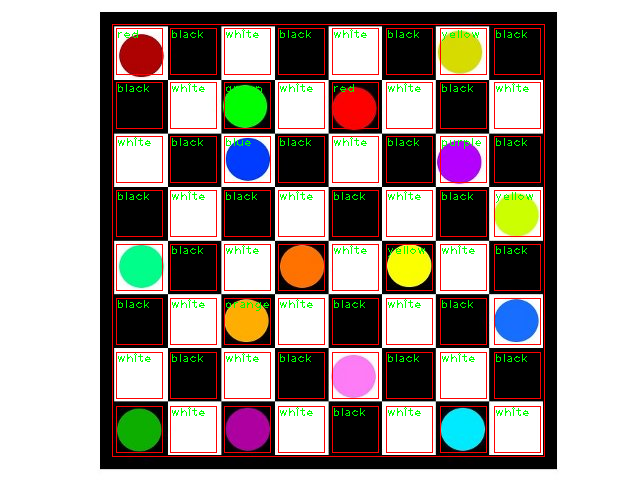 red black white black white black yellow black
black white green white red white black white
white black blue black white black purple black
black white black white black white black yellow
black white white yellow white black
black white orange white black white black
white black white black black white black
white white black white white